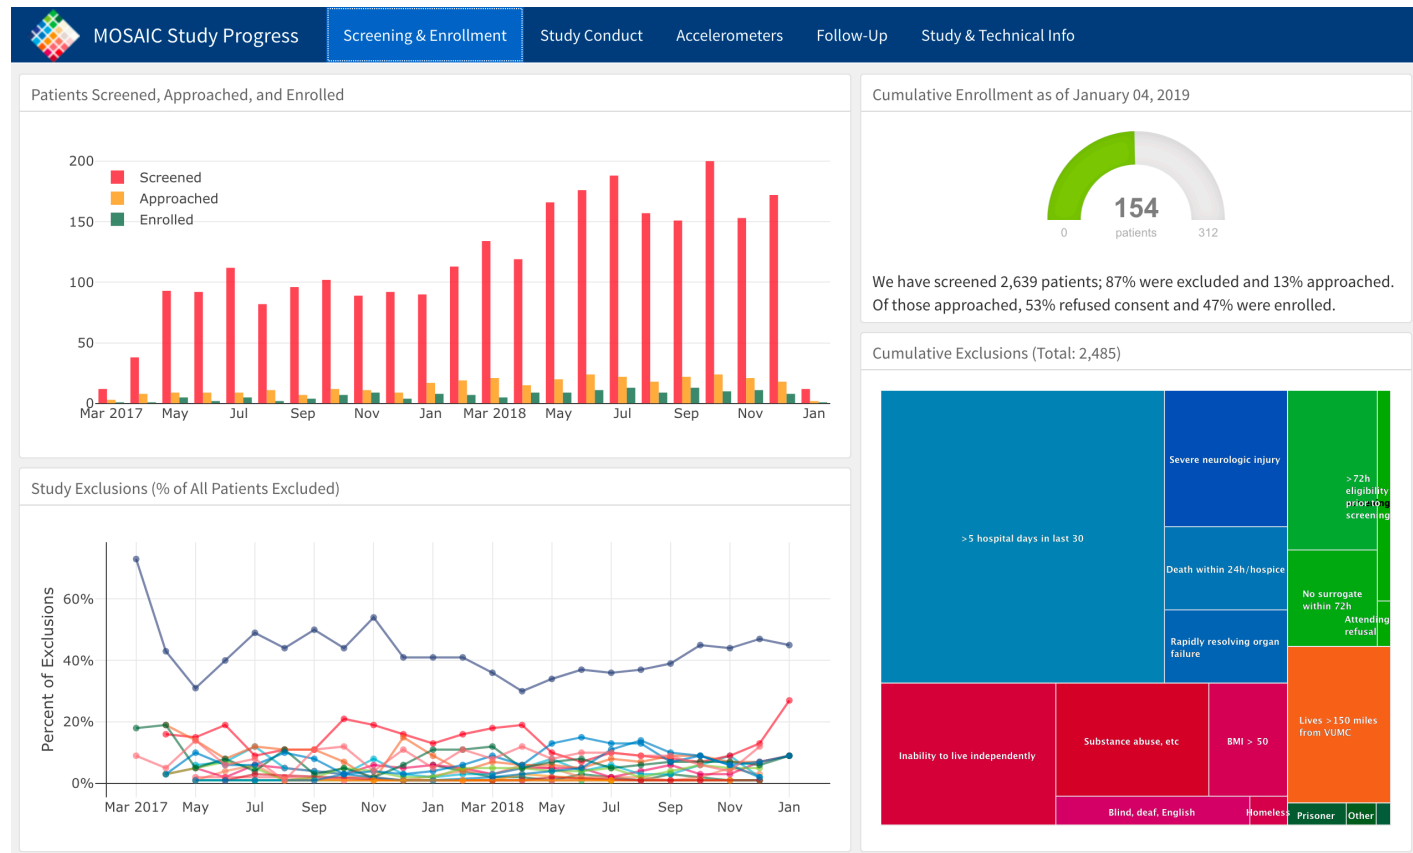 MOSAIC Study Progress
Screening & Enrollment
Study Conduct
Accelerometers
Follow-Up
Study & Technical Info
Patients Screened, Approached, and Enrolled
200
150
100
50
0
Screened
Approached
Enrolled
Mar 2017
May
Jul
Sep
Nov
Jan
Mar 2018
May
Jul
Sep
Nov
Jan
Study Exclusions (% of All Patients Excluded)
Percent of Exclusions
60%
40%
20%
0%
Mar 2017
May
Jul
Sep
Nov
Jan
Mar 2018
May
Jul
Sep
Nov
Jan
Cumulative Enrollment as of January 04, 2019
154
0
patients
312
We have screened 2,639 patients; 87% were excluded and 13% approached.
Of those approached, 53% refused consent and 47% were enrolled.
Cumulative Exclusions (Total: 2,485)
>5 hospital days in last 30
Severe neurologic injury
Death within 24h/hospice
Rapidly resolving organ
failure
>72h
eligibility
prior to
screening
No surrogate
within 72h
Attending
refusal
Inability to live independently
Substance abuse, etc
BMI > 50
Blind, deaf, English
Homeless
Lives >150 miles
from VUMC
Prisoner
Other